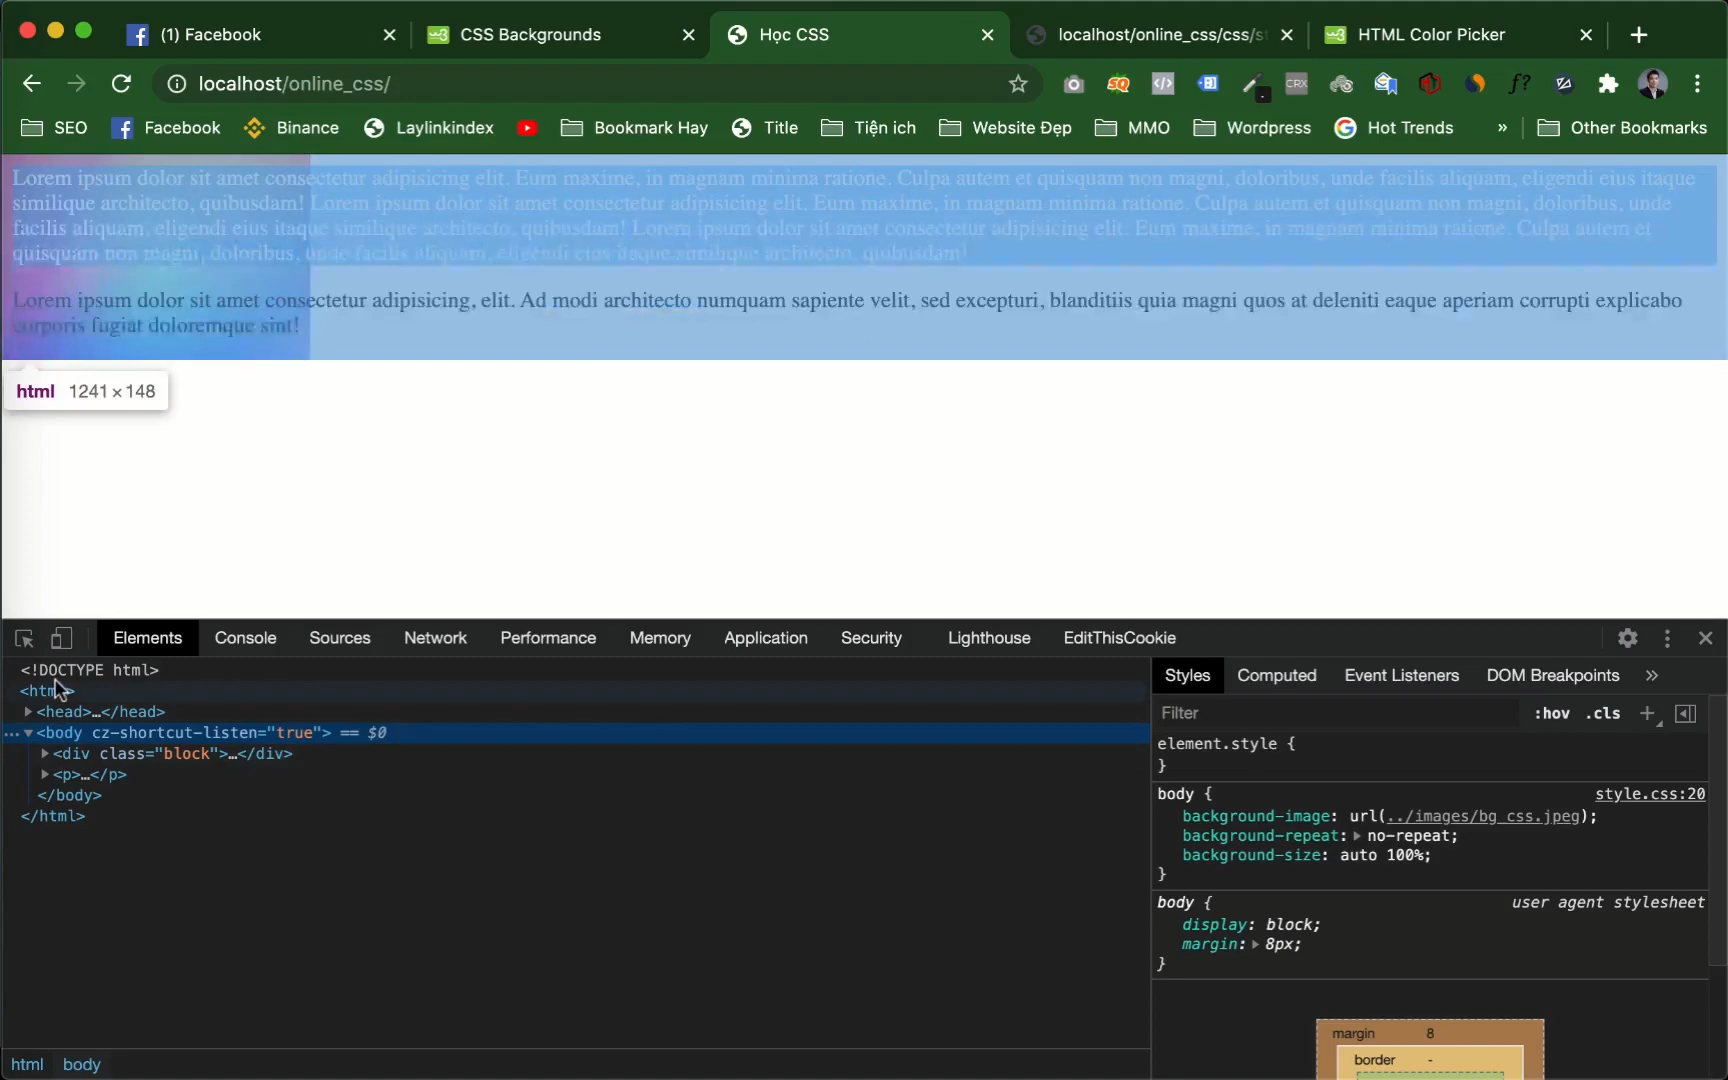 (1) Facebook
CSS Backgrounds
Học CSS
localhost/online_css/css/st
HTML Color Picker
localhost/online_css/
CRX
f?
SEO
Facebook
Binance
Laylinkindex
Bookmark Hay
Title
Tiện ích
Website Đẹp
MMO
Wordpress
Hot Trends
»
Other Bookmarks
Lorem ipsum dolor sit amet consectetur adipisicing elit. Eum maxime, in magnam minima ratione. Culpa autem et quisquam non magni, doloribus, unde facilis aliquam, eligendi eius itaque
similique architecto, quibusdam! Lorem ipsum dolor sit amet consectetur adipisicing elit. Eum maxime, in magnam minima ratione. Culpa autem et quisquam non magni, doloribus, unde
facilis aliquam, eligendi eius itaque similique architecto, quibusdam! Lorem ipsum dolor sit amet consectetur adipisicing elit. Eum maxime, in magnam minima ratione. Culpa autem et
quisquam non magni, doloribus, unde facilis aliquam, eligendi eius itaque similique architecto, quibusdam!
Lorem ipsum dolor sit amet consectetur adipisicing, elit. Ad modi architecto numquam sapiente velit, sed excepturi, blanditiis quia magni quos at deleniti eaque aperiam corrupti explicabo
corporis fugiat doloremque sint!
html 1241 × 148
Elements
Console
Sources
Network
Performance
Memory
Application
Security
Lighthouse
EditThisCookie
<!DOCTYPE html>
<html>
<head>…</head>
<body cz-shortcut-listen="true"> == $0
<div class="block">…</div>
<p>…</p>
</body>
</html>
html body
Styles
Computed
Event Listeners
DOM Breakpoints
»
Filter
:hov .cls +
element.style {
}
body { style.css:20
background-image: url(../images/bg_css.jpeg);
background-repeat: no-repeat;
background-size: auto 100%;
}
body { user agent stylesheet
display: block;
margin: 8px;
}
margin 8
border -